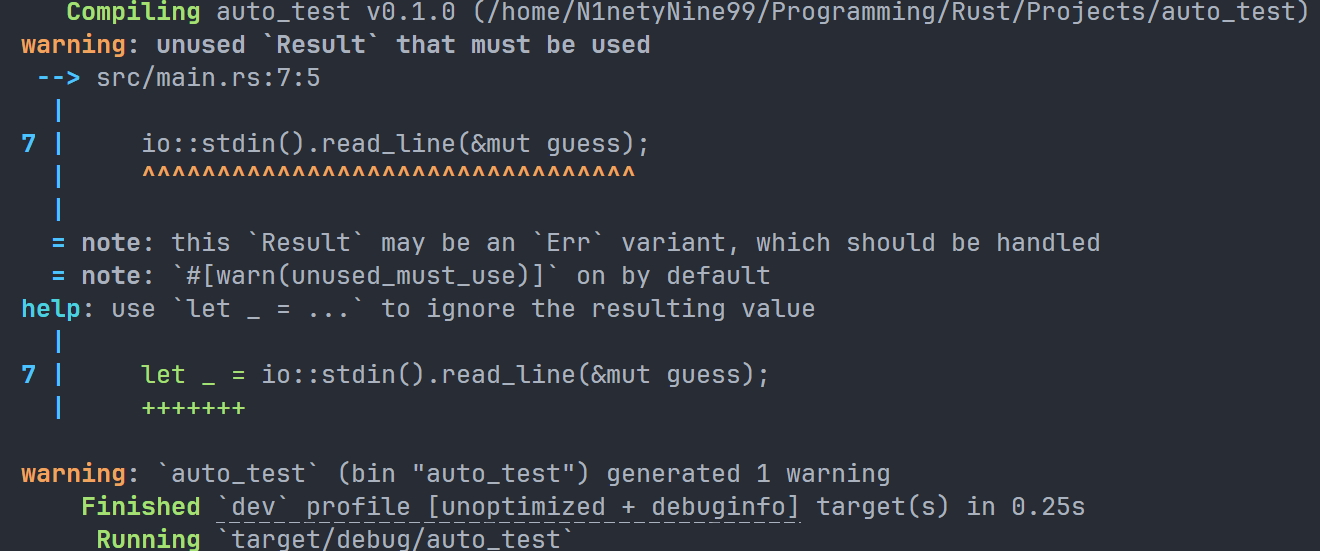 Compiling auto_test v0.1.0 (/home/N1netyNine99/Programming/Rust/Projects/auto_test)
warning: unused `Result` that must be used
 --> src/main.rs:7:5
  |
7 |     io::stdin().read_line(&mut guess);
  |     ^^^^^^^^^^^^^^^^^^^^^^^^^^^^^^^^^
  |
  = note: this `Result` may be an `Err` variant, which should be handled
  = note: `#[warn(unused_must_use)]` on by default
help: use `let _ = ...` to ignore the resulting value
  |
7 |     let _ = io::stdin().read_line(&mut guess);
  |     +++++++
warning: `auto_test` (bin "auto_test") generated 1 warning
    Finished `dev` profile [unoptimized + debuginfo] target(s) in 0.25s
     Running `target/debug/auto_test`